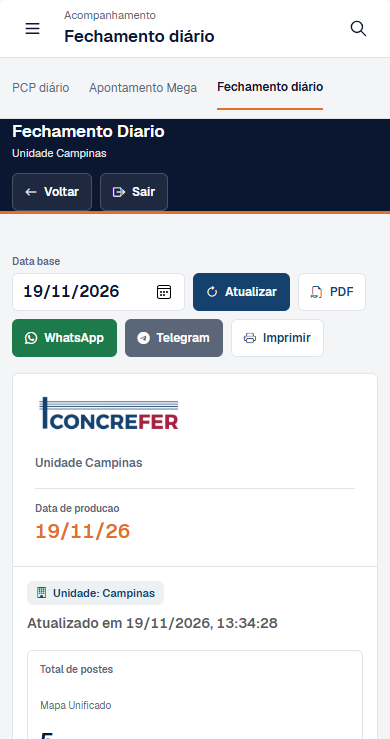 Acompanhamento
Fechamento diário
PCP diário Apontamento Mega Fechamento diário
Fechamento Diario
Unidade Campinas
Voltar Sair
Data base
19/11/2026 Atualizar PDF
WhatsApp Telegram Imprimir
CONCREFER
Unidade Campinas
Data de producao
19/11/26
Unidade: Campinas
Atualizado em 19/11/2026, 13:34:28
Total de postes
Mapa Unificado